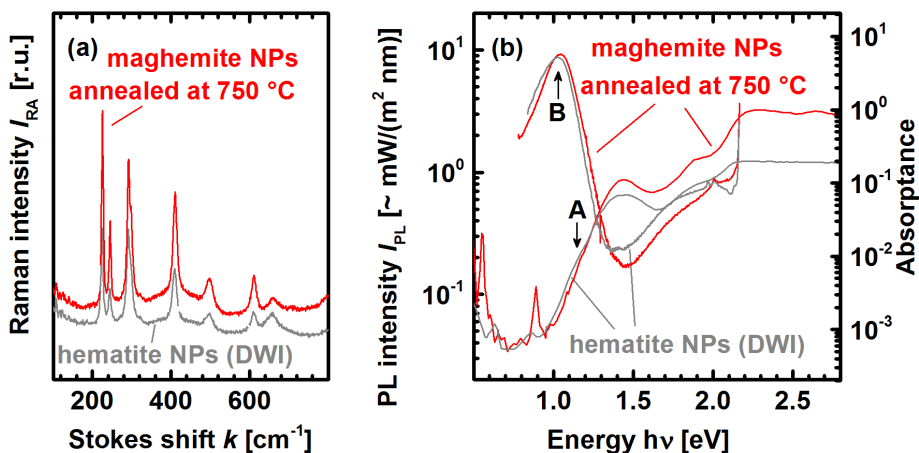 (a)
maghemite NPs
annealed at 750 °C
hematite NPs (DWI)
Raman intensity I_RA [r.u.]
200 400 600
Stokes shift k [cm⁻¹]
(b)
maghemite NPs
annealed at 750 °C
B
A
hematite NPs (DWI)
PL intensity I_PL [~ mW/(m² nm)]
10¹
10⁰
10⁻¹
1.0 1.5 2.0 2.5
Energy hν [eV]
10⁰
10⁻¹
10⁻²
10⁻³
Absorptance